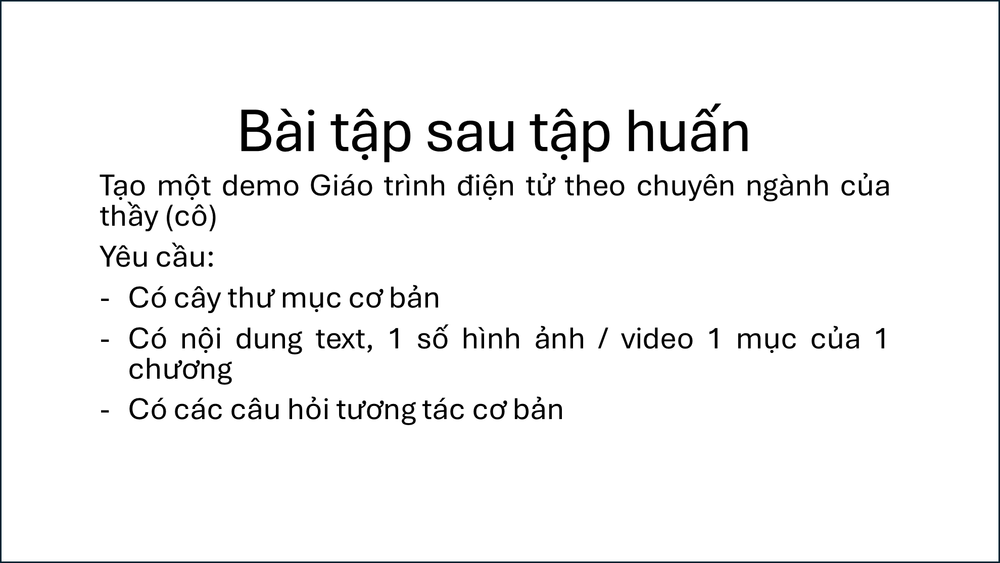 Bài tập sau tập huấn
Tạo một demo Giáo trình điện tử theo chuyên ngành của
thầy (cô)
Yêu cầu:
- Có cây thư mục cơ bản
- Có nội dung text, 1 số hình ảnh / video 1 mục của 1
chương
- Có các câu hỏi tương tác cơ bản